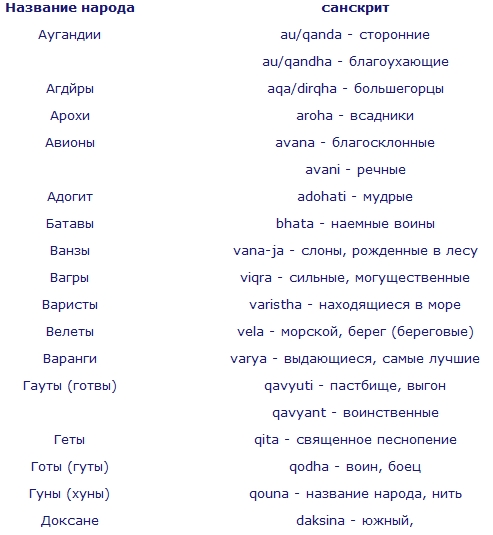 Название народа санскрит
Аугандии au/qanda - сторонние
au/qandha - благоухающие
Агдйры aqa/dirqha - большегорцы
Арохи aroha - всадники
Авионы avana - благосклонные
avani - речные
Адогит adohati - мудрые
Батавы bhata - наемные воины
Ванзы vana-ja - слоны, рожденные в лесу
Вагры viqra - сильные, могущественные
Варисты varistha - находящиеся в море
Велеты vela - морской, берег (береговые)
Варанги varya - выдающиеся, самые лучшие
Гауты (готвы) qavyuti - пастбище, выгон
qavyant - воинственные
Геты qita - священное песнопение
Готы (гуты) qodha - воин, боец
Гуны (хуны) qouna - название народа, нить
Доксане daksina - южный,